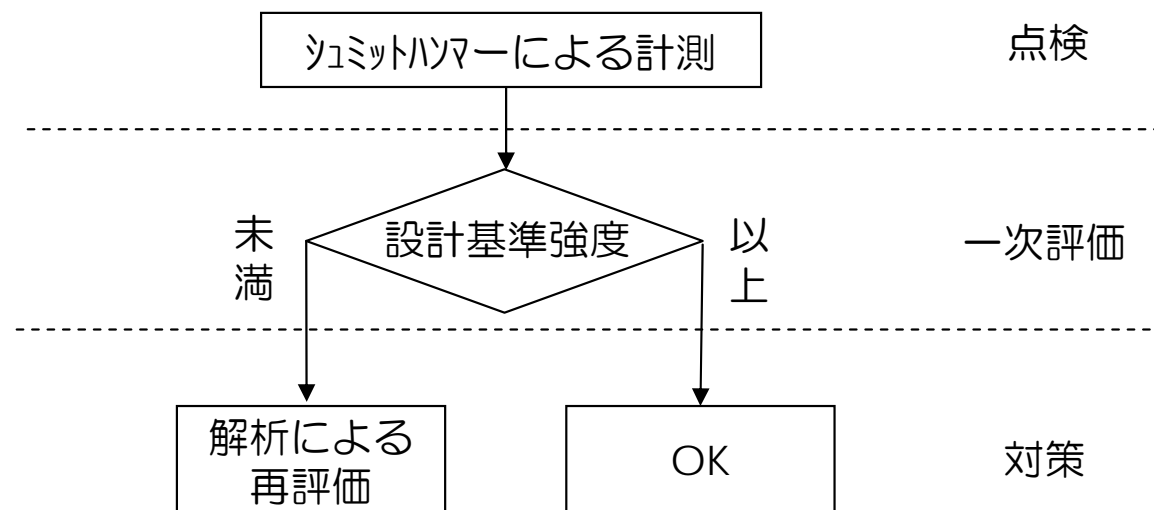 ｼｭﾐｯﾄﾊﾝﾏｰによる計測
点検
設計基準強度
未満
以上
一次評価
解析による
再評価
OK
対策